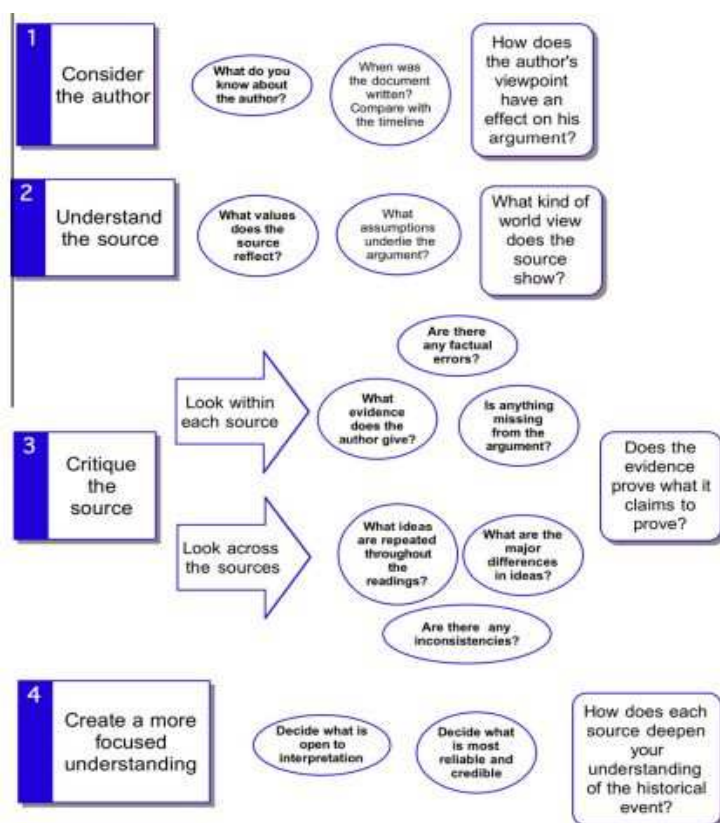 1
Consider
the author
What do you
know about
the author?
When was
the document
written?
Compare with
the timeline
How does
the author's
viewpoint
have an
effect on his
argument?
2
Understand
the source
What values
does the
source
reflect?
What
assumptions
underlie the
argument?
What kind of
world view
does the
source
show?
3
Critique
the
source
Look within
each source
Are there
any factual
errors?
What
evidence
does the
author give?
Is anything
missing
from the
argument?
Look across
the sources
What ideas
are repeated
throughout
the
readings?
What are the
major
differences
in ideas?
Are there any
inconsistencies?
Does the
evidence
prove what it
claims to
prove?
4
Create a more
focused
understanding
Decide what is
open to
interpretation
Decide what
is most
reliable and
credible
How does each
source deepen
your
understanding
of the historical
event?